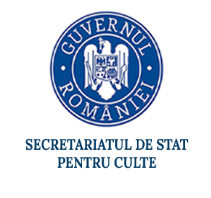 GUVERNUL
ROMÂNIEI
SECRETARIATUL DE STAT
PENTRU CULTE